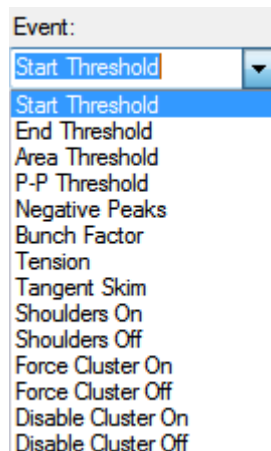 Event:
Start Threshold
Start Threshold
End Threshold
Area Threshold
P-P Threshold
Negative Peaks
Bunch Factor
Tension
Tangent Skim
Shoulders On
Shoulders Off
Force Cluster On
Force Cluster Off
Disable Cluster On
Disable Cluster Off